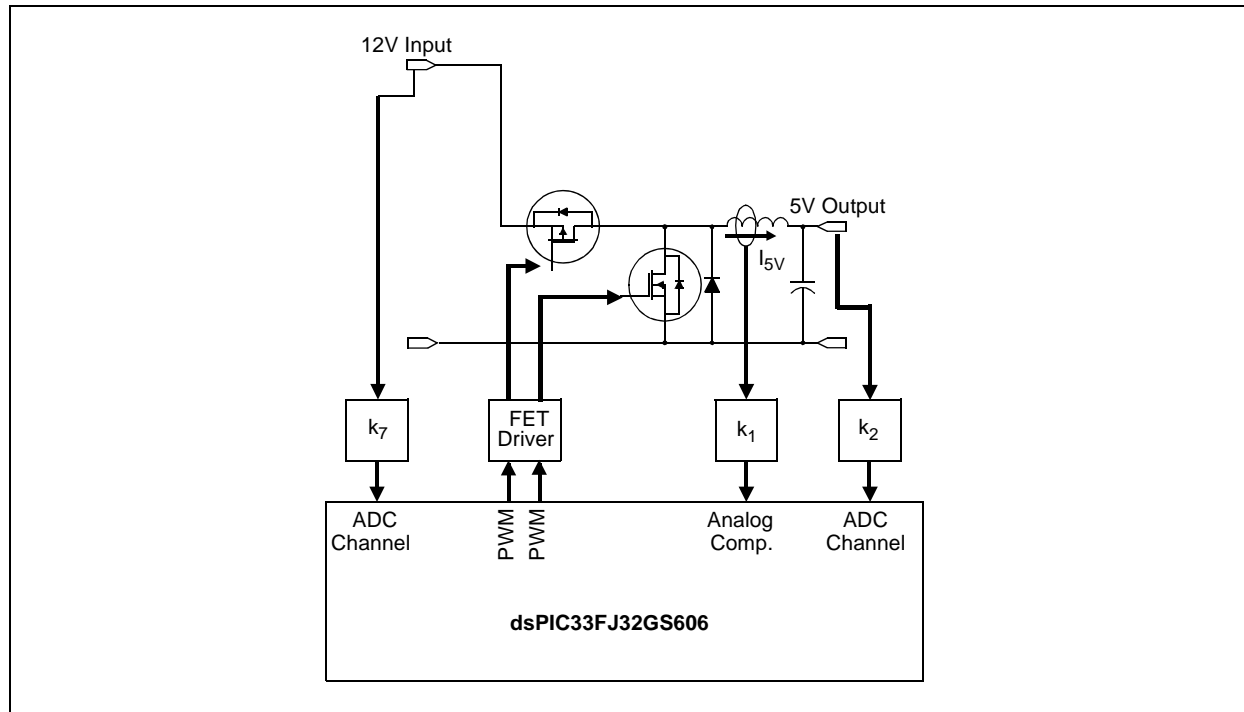 12V Input
5V Output
I5V
k7
FET
Driver
k1
k2
ADC
Channel
PWM
PWM
Analog
Comp.
ADC
Channel
dsPIC33FJ32GS606